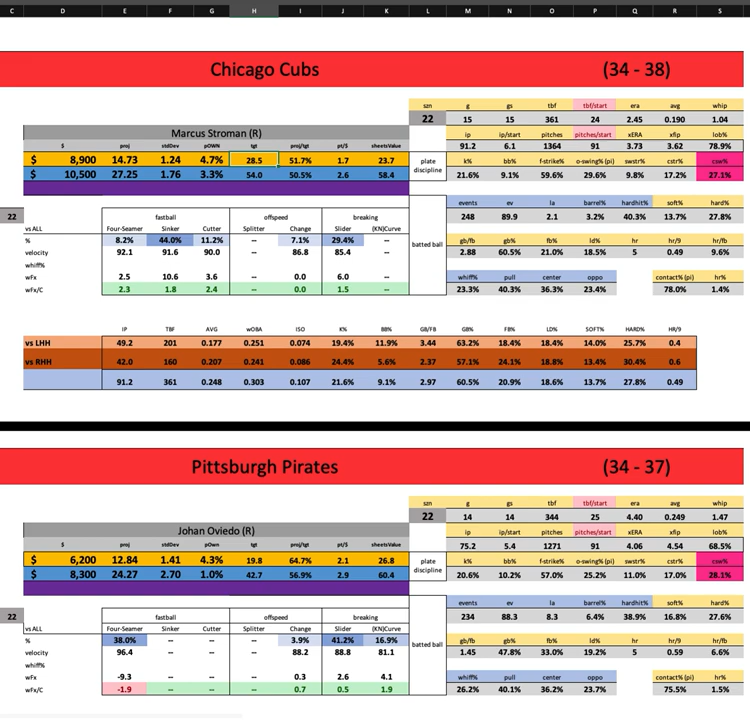 C D E F G H I J K L M N O P Q R S
Chicago Cubs (34 - 38)
szn g gs tbf tbf/start era avg whip
22 15 15 361 24 2.45 0.190 1.04
Marcus Stroman (R) ip ip/start pitches pitches/start xERA xfip lob%
91.2 6.1 1364 91 3.73 3.62 78.9%
$ proj stdDev pOWN tgt proj/tgt pt/$ sheetsValue
$ 8,900 14.73 1.24 4.7% 28.5 51.7% 1.7 23.7
plate discipline k% bb% f-strike% o-swing% (pi) swstr% cstr% csw%
$ 10,500 27.25 1.76 3.3% 54.0 50.5% 2.6 58.4
21.6% 9.1% 59.6% 29.6% 9.8% 17.2% 27.1%
events ev la barrel% hardhit% soft% hard%
22 fastball offspeed breaking
248 89.9 2.1 3.2% 40.3% 13.7% 27.8%
vs ALL Four-Seamer Sinker Cutter Splitter Change Slider (KN)Curve
% 8.2% 44.0% 11.2% -- 7.1% 29.4% --
batted ball gb/fb gb% fb% ld% hr hr/9 hr/fb
velocity 92.1 91.6 90.0 -- 86.8 85.4 --
2.88 60.5% 21.0% 18.5% 5 0.49 9.6%
whiff%
wFx 2.5 10.6 3.6 -- 0.0 6.0 --
whiff% pull center oppo contact% (pi) hr%
wFx/C 2.3 1.8 2.4 -- 0.0 1.5 --
23.3% 40.3% 36.3% 23.4% 78.0% 1.4%
IP TBF AVG wOBA ISO K% BB% GB/FB GB% FB% LD% SOFT% HARD% HR/9
vs LHH 49.2 201 0.177 0.251 0.074 19.4% 11.9% 3.44 63.2% 18.4% 18.4% 14.0% 25.7% 0.4
vs RHH 42.0 160 0.207 0.241 0.086 24.4% 5.6% 2.37 57.1% 24.1% 18.8% 13.4% 30.4% 0.6
91.2 361 0.248 0.303 0.107 21.6% 9.1% 2.97 60.5% 20.9% 18.6% 13.7% 27.8% 0.49
Pittsburgh Pirates (34 - 37)
szn g gs tbf tbf/start era avg whip
22 14 14 344 25 4.40 0.249 1.47
Johan Oviedo (R) ip ip/start pitches pitches/start xERA xfip lob%
$ proj stdDev pOwn tgt proj/tgt pt/$ sheetsValue
75.2 5.4 1271 91 4.06 4.54 68.5%
$ 6,200 12.84 1.41 4.3% 19.8 64.7% 2.1 26.8
plate discipline k% bb% f-strike% o-swing% (pi) swstr% cstr% csw%
$ 8,300 24.27 2.70 1.0% 42.7 56.9% 2.9 60.4
20.6% 10.2% 57.0% 25.2% 11.0% 17.0% 28.1%
events ev la barrel% hardhit% soft% hard%
22 fastball offspeed breaking
234 88.3 8.3 6.4% 38.9% 16.8% 27.6%
vs ALL Four-Seamer Sinker Cutter Splitter Change Slider (KN)Curve
% 38.0% -- -- -- 3.9% 41.2% 16.9%
batted ball gb/fb gb% fb% ld% hr hr/9 hr/fb
velocity 96.4 -- -- -- 88.2 88.8 81.1
1.45 47.8% 33.0% 19.2% 5 0.59 6.6%
whiff%
wFx -9.3 -- -- -- 0.3 2.6 4.1
whiff% pull center oppo contact% (pi) hr%
wFx/C -1.9 -- -- -- 0.7 0.5 1.9
26.2% 40.1% 36.2% 23.7% 75.5% 1.5%